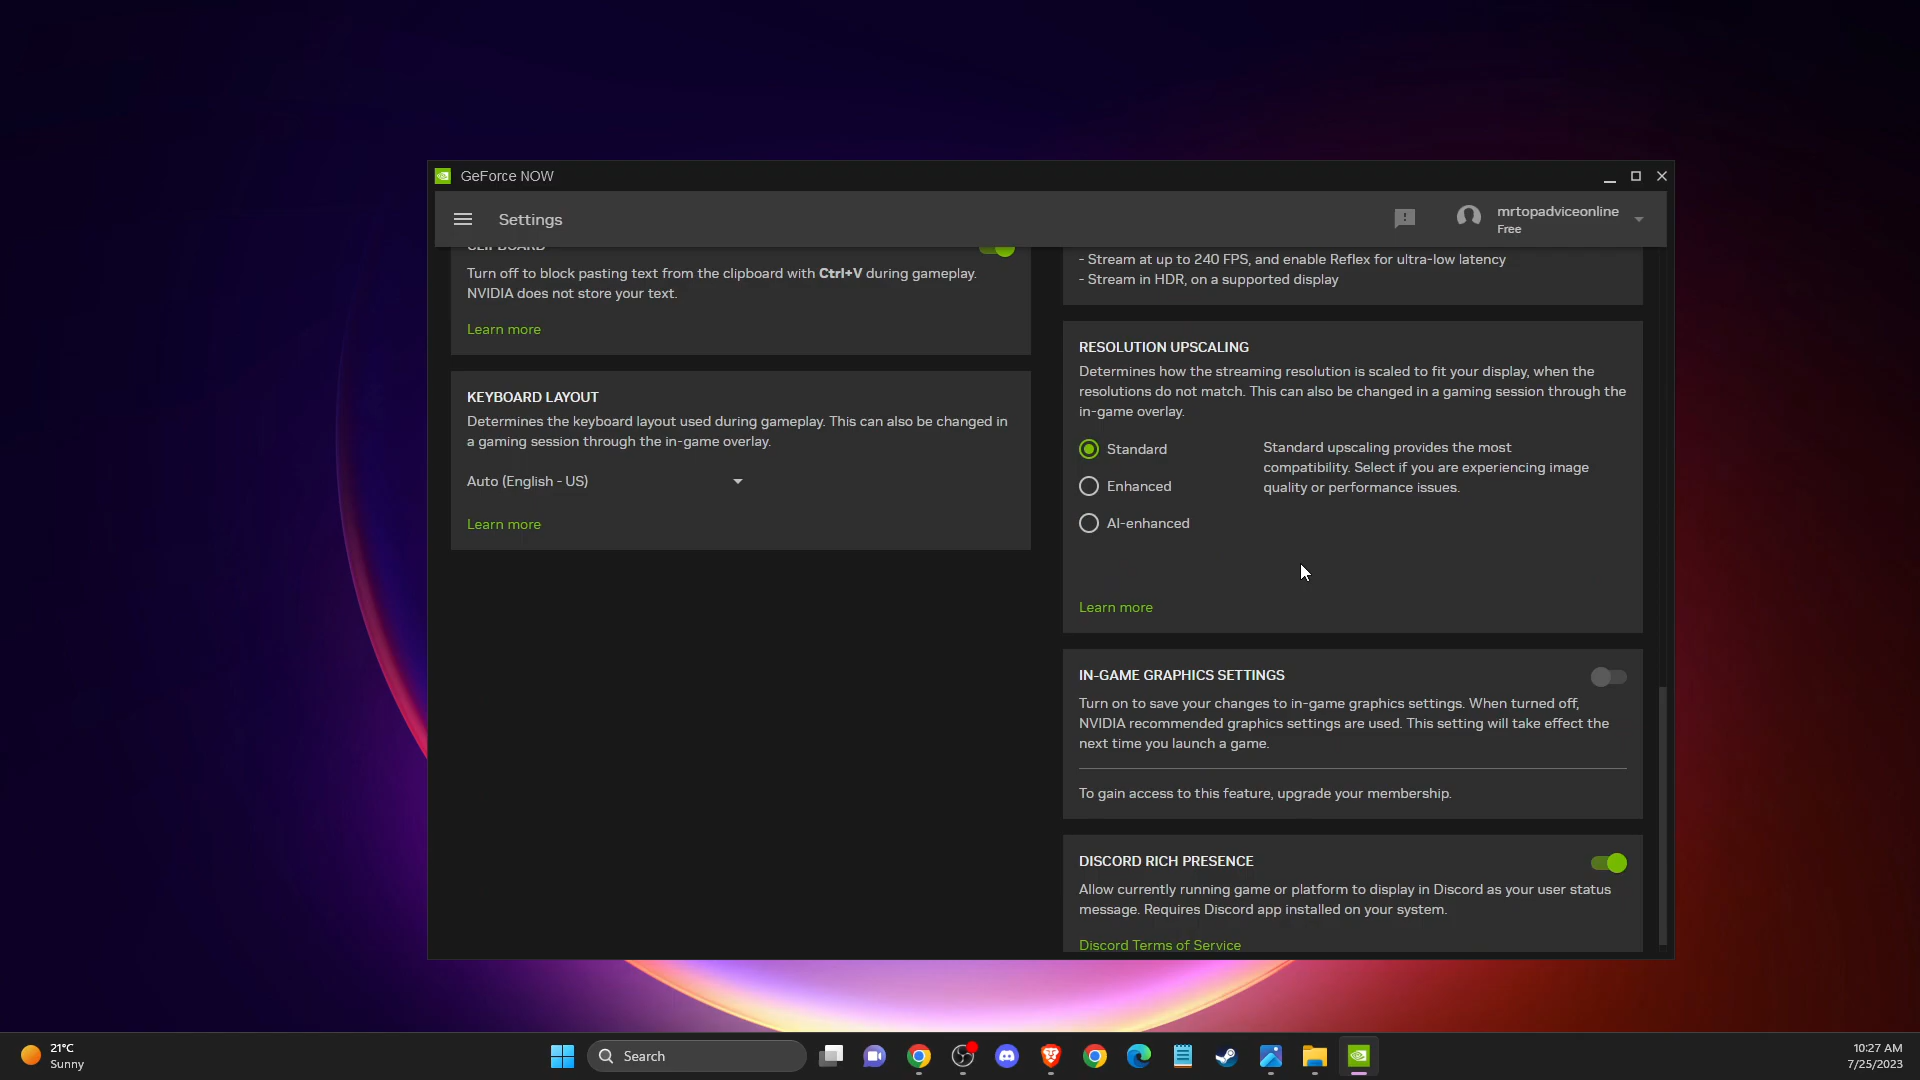 GeForce NOW
Settings
mrtopadviceonline
Free
CLIPBOARD
Turn off to block pasting text from the clipboard with Ctrl+V during gameplay.
NVIDIA does not store your text.
Learn more
KEYBOARD LAYOUT
Determines the keyboard layout used during gameplay. This can also be changed in
a gaming session through the in-game overlay.
Auto (English - US)
Learn more
- Stream at up to 240 FPS, and enable Reflex for ultra-low latency
- Stream in HDR, on a supported display
RESOLUTION UPSCALING
Determines how the streaming resolution is scaled to fit your display, when the
resolutions do not match. This can also be changed in a gaming session through the
in-game overlay.
Standard
Enhanced
AI-enhanced
Standard upscaling provides the most
compatibility. Select if you are experiencing image
quality or performance issues.
Learn more
IN-GAME GRAPHICS SETTINGS
Turn on to save your changes to in-game graphics settings. When turned off,
NVIDIA recommended graphics settings are used. This setting will take effect the
next time you launch a game.
To gain access to this feature, upgrade your membership.
DISCORD RICH PRESENCE
Allow currently running game or platform to display in Discord as your user status
message. Requires Discord app installed on your system.
Discord Terms of Service
21°C
Sunny
Search
10:27 AM
7/25/2023